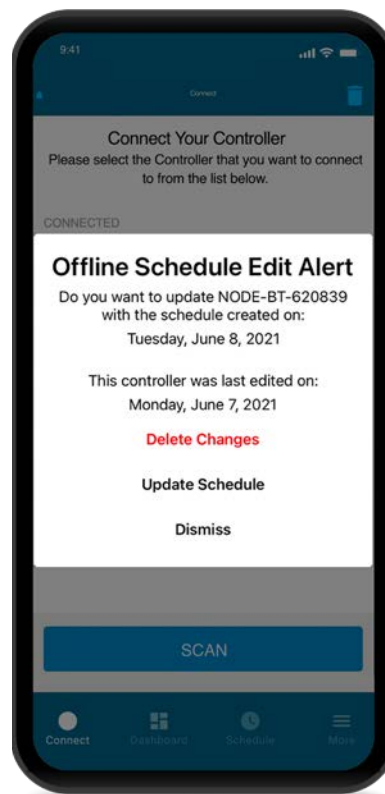 9:41
Connect
Connect Your Controller
Please select the Controller that you want to connect
to from the list below.
CONNECTED
Offline Schedule Edit Alert
Do you want to update NODE-BT-620839
with the schedule created on:
Tuesday, June 8, 2021
This controller was last edited on:
Monday, June 7, 2021
Delete Changes
Update Schedule
Dismiss
SCAN
Connect
Dashboard
Schedule
More